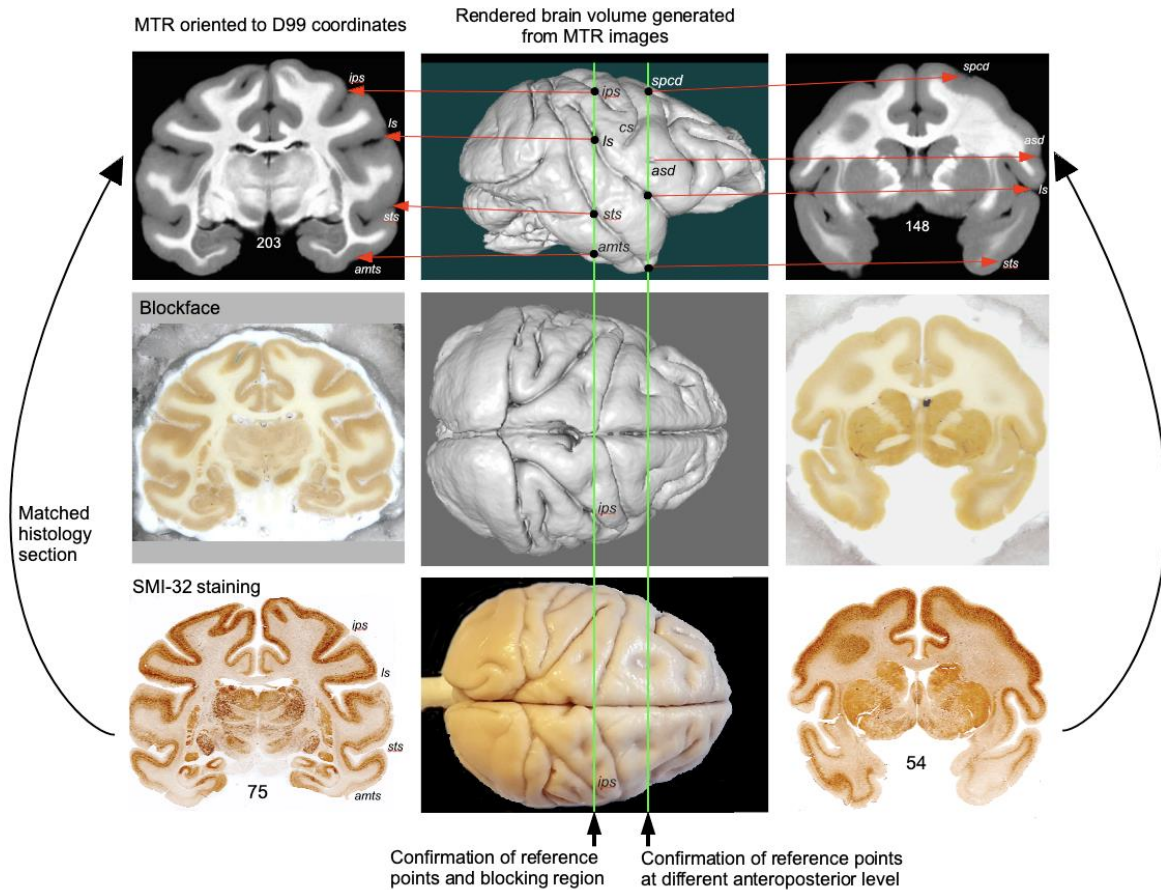 MTR oriented to D99 coordinates
Rendered brain volume generated
from MTR images
ips
ls
sts
203
amts
ips
spcd
cs
ls
asd
sts
amts
spcd
asd
ls
148
sts
Blockface
ips
Matched
histology
section
SMI-32 staining
ips
ls
sts
75
amts
ips
54
Confirmation of reference
points and blocking region
Confirmation of reference points
at different anteroposterior level